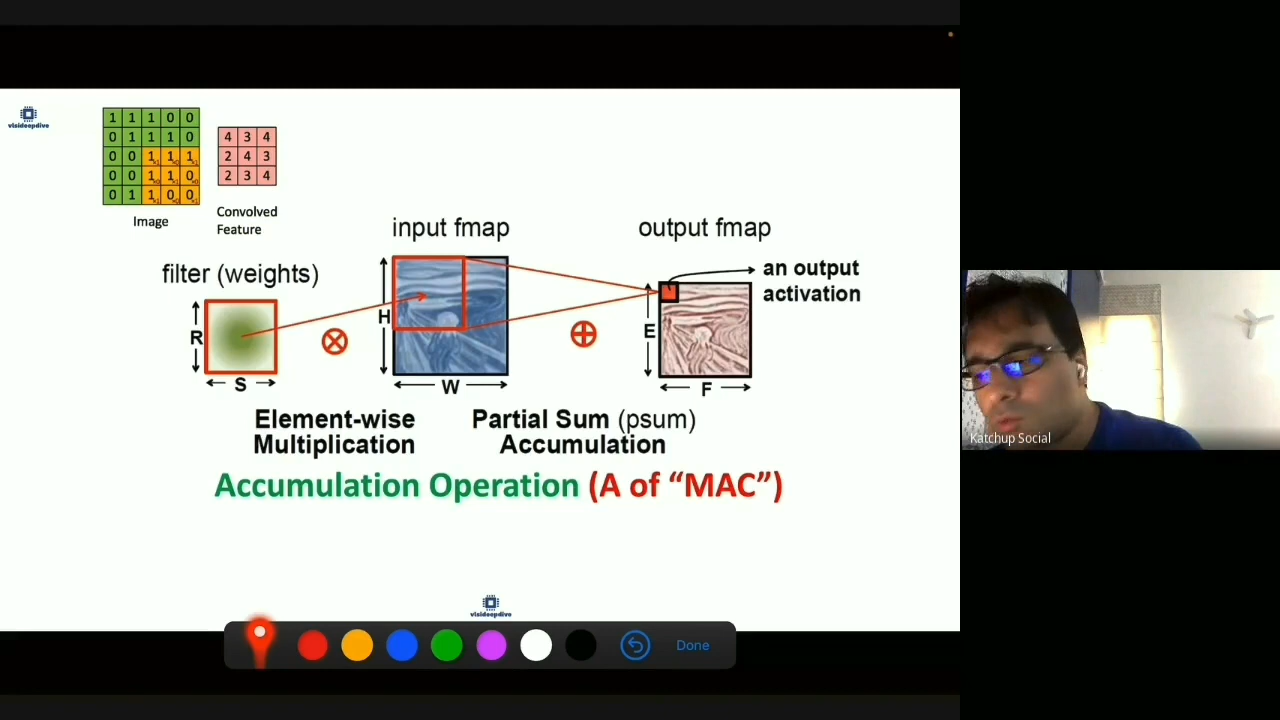 vlsideepdive
1 1 1 0 0
0 1 1 1 0
0 0 1 1 1
0 0 1 1 0
0 1 1 0 0
Image
4 3 4
2 4 3
2 3 4
Convolved
Feature
input fmap
output fmap
filter (weights)
an output
activation
R
S
H
W
E
F
Element-wise
Multiplication
Partial Sum (psum)
Accumulation
Accumulation Operation (A of “MAC”)
vlsideepdive
Done
Katchup Social